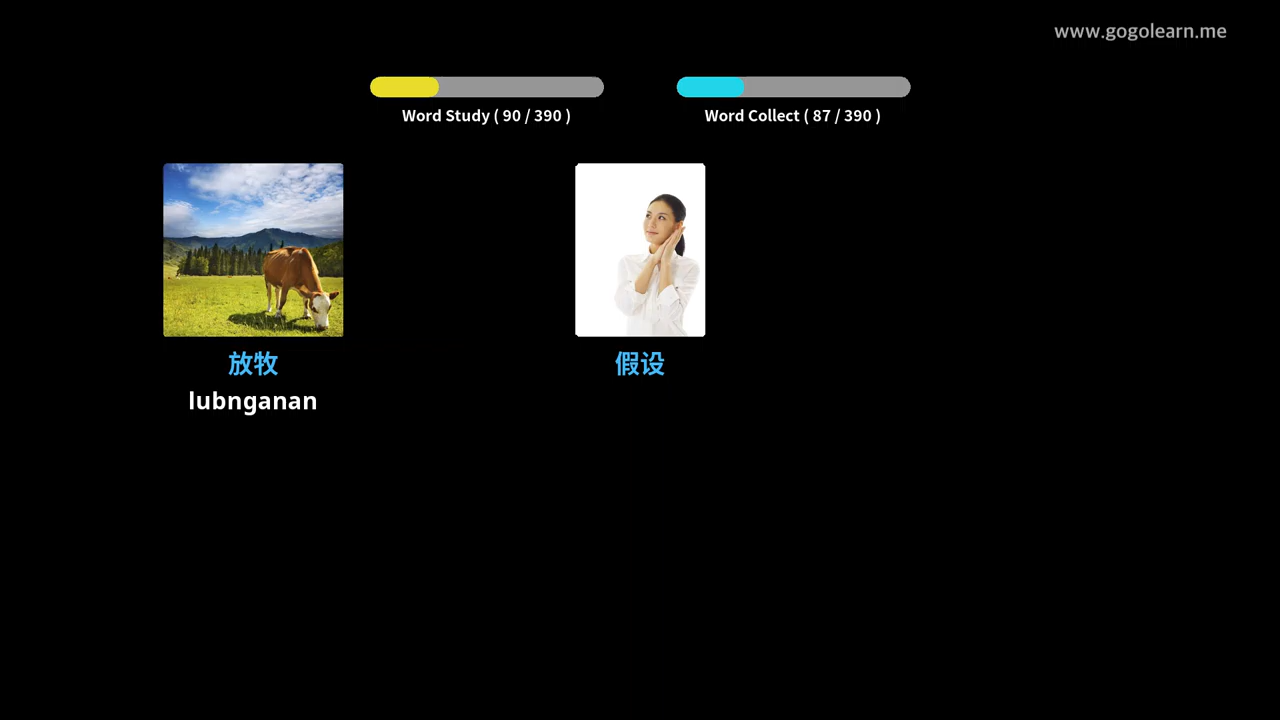 www.gogolearn.me
Word Study ( 90 / 390 )
Word Collect ( 87 / 390 )
放牧
lubnganan
假设